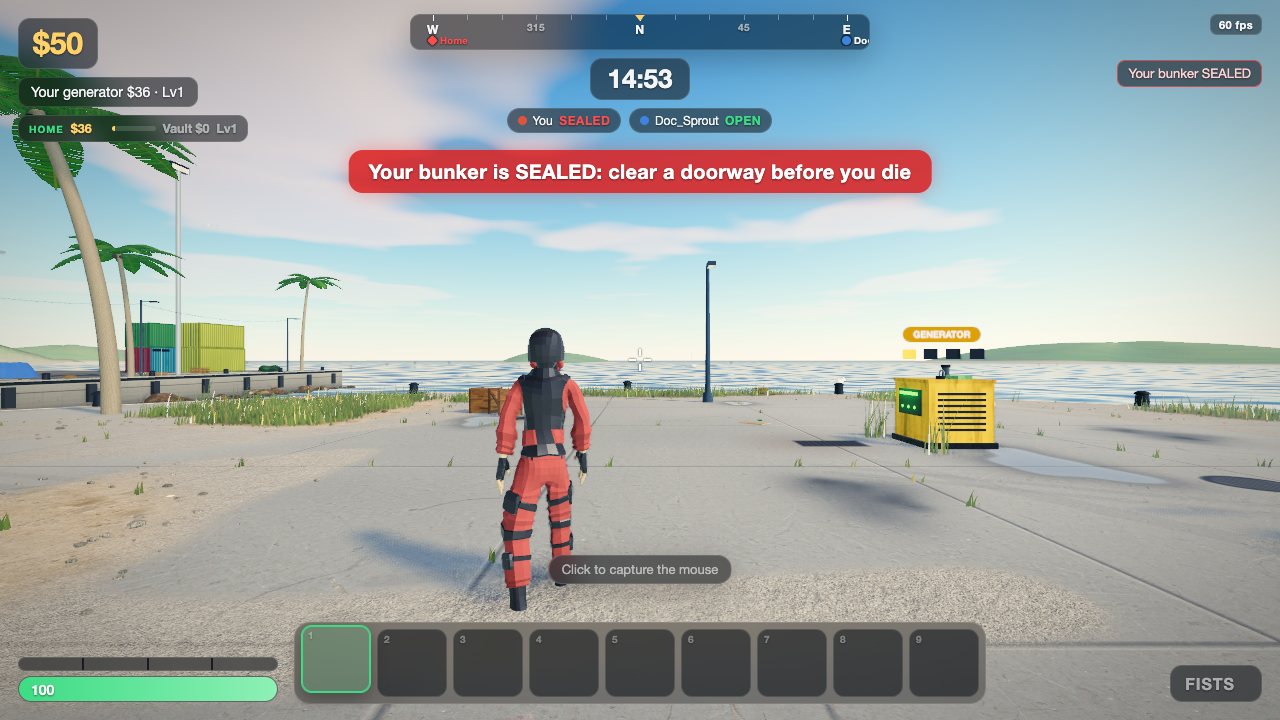 $50
Your generator $36 · Lv1
HOME $36 Vault $0 Lv1
W 315 N 45 E
Home
14:53
You SEALED
Doc_Sprout OPEN
Your bunker is SEALED: clear a doorway before you die
60 fps
Your bunker SEALED
GENERATOR
Click to capture the mouse
1 2 3 4 5 6 7 8 9
100
FISTS